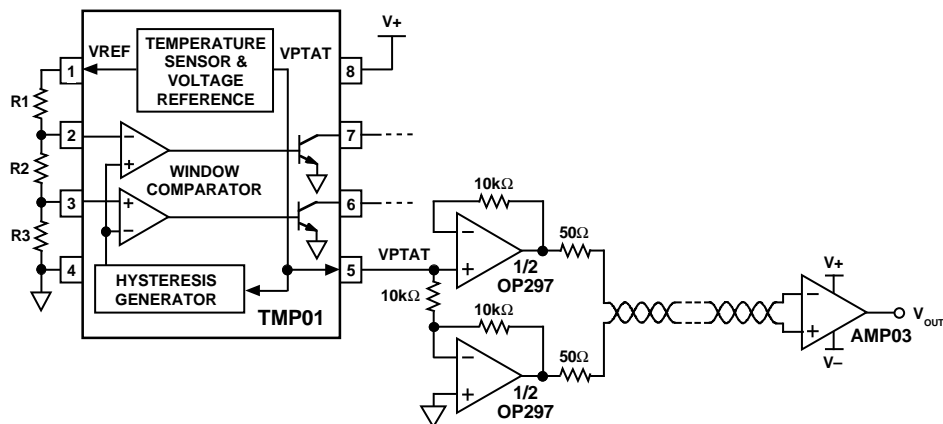 TEMPERATURE
SENSOR &
VOLTAGE
REFERENCE
VREF
VPTAT
V+
1
8
R1
2
7
R2
WINDOW
COMPARATOR
3
6
R3
4
5
HYSTERESIS
GENERATOR
TMP01
−
+
+
−
VPTAT
10kΩ
−
+
1/2
OP297
50Ω
10kΩ
10kΩ
−
+
1/2
OP297
50Ω
V+
−
+
V−
AMP03
VOUT